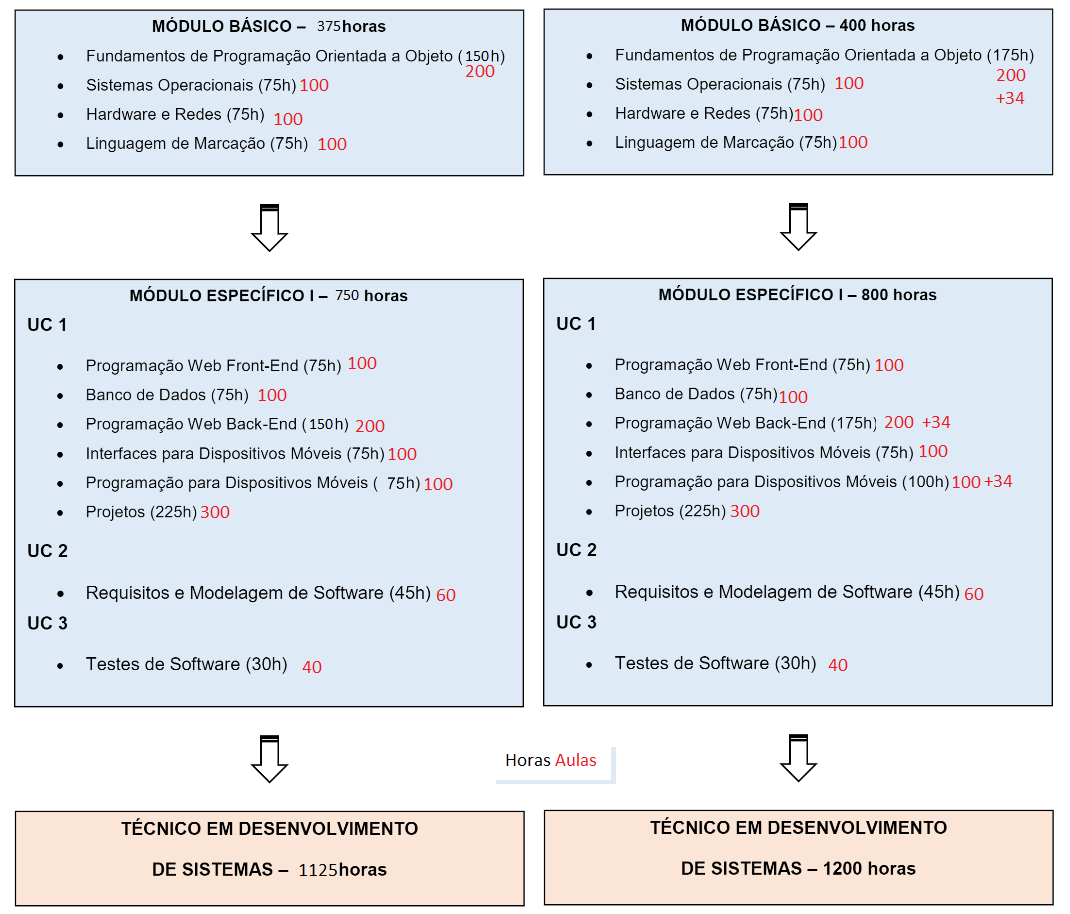 MÓDULO BÁSICO – 375horas
• Fundamentos de Programação Orientada a Objeto (150h)
200
• Sistemas Operacionais (75h) 100
• Hardware e Redes (75h) 100
• Linguagem de Marcação (75h) 100
MÓDULO ESPECÍFICO I – 750 horas
UC 1
• Programação Web Front-End (75h) 100
• Banco de Dados (75h) 100
• Programação Web Back-End (150h) 200
• Interfaces para Dispositivos Móveis (75h) 100
• Programação para Dispositivos Móveis ( 75h) 100
• Projetos (225h) 300
UC 2
• Requisitos e Modelagem de Software (45h) 60
UC 3
• Testes de Software (30h) 40
TÉCNICO EM DESENVOLVIMENTO
DE SISTEMAS – 1125horas
MÓDULO BÁSICO – 400 horas
• Fundamentos de Programação Orientada a Objeto (175h)
200
+34
• Sistemas Operacionais (75h) 100
• Hardware e Redes (75h) 100
• Linguagem de Marcação (75h) 100
MÓDULO ESPECÍFICO I – 800 horas
UC 1
• Programação Web Front-End (75h) 100
• Banco de Dados (75h) 100
• Programação Web Back-End (175h) 200 +34
• Interfaces para Dispositivos Móveis (75h) 100
• Programação para Dispositivos Móveis (100h) 100 +34
• Projetos (225h) 300
UC 2
• Requisitos e Modelagem de Software (45h) 60
UC 3
• Testes de Software (30h) 40
Horas Aulas
TÉCNICO EM DESENVOLVIMENTO
DE SISTEMAS – 1200 horas